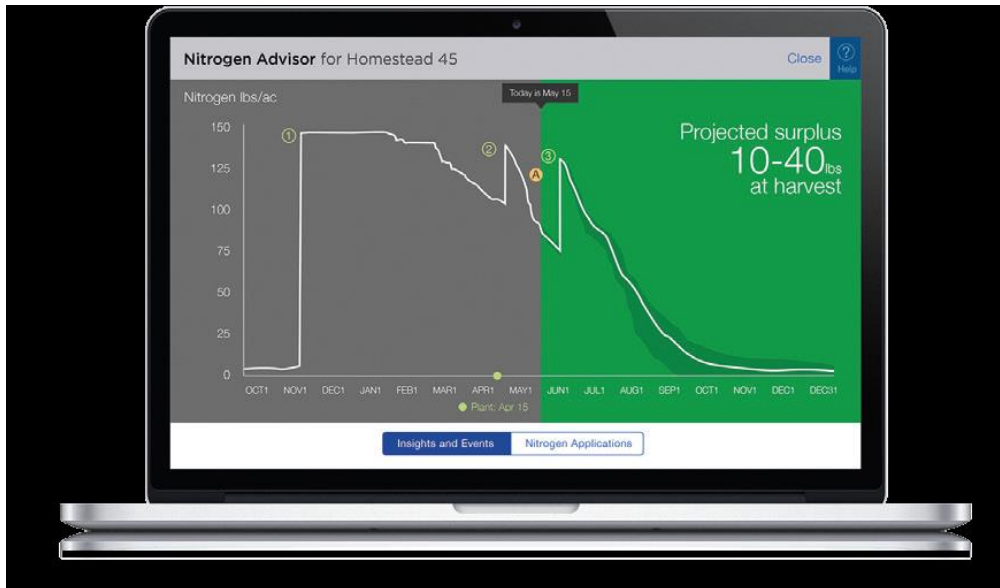 Nitrogen Advisor for Homestead 45
Close
?
Help
Nitrogen lbs/ac
Today is May 15
Projected surplus
10-40lbs
at harvest
150
125
100
75
50
25
0
1
2
3
A
OCT1 NOV1 DEC1 JAN1 FEB1 MAR1 APR1 MAY1 JUN1 JUL1 AUG1 SEP1 OCT1 NOV1 DEC1 DEC31
Plant: Apr 15
Insights and Events
Nitrogen Applications